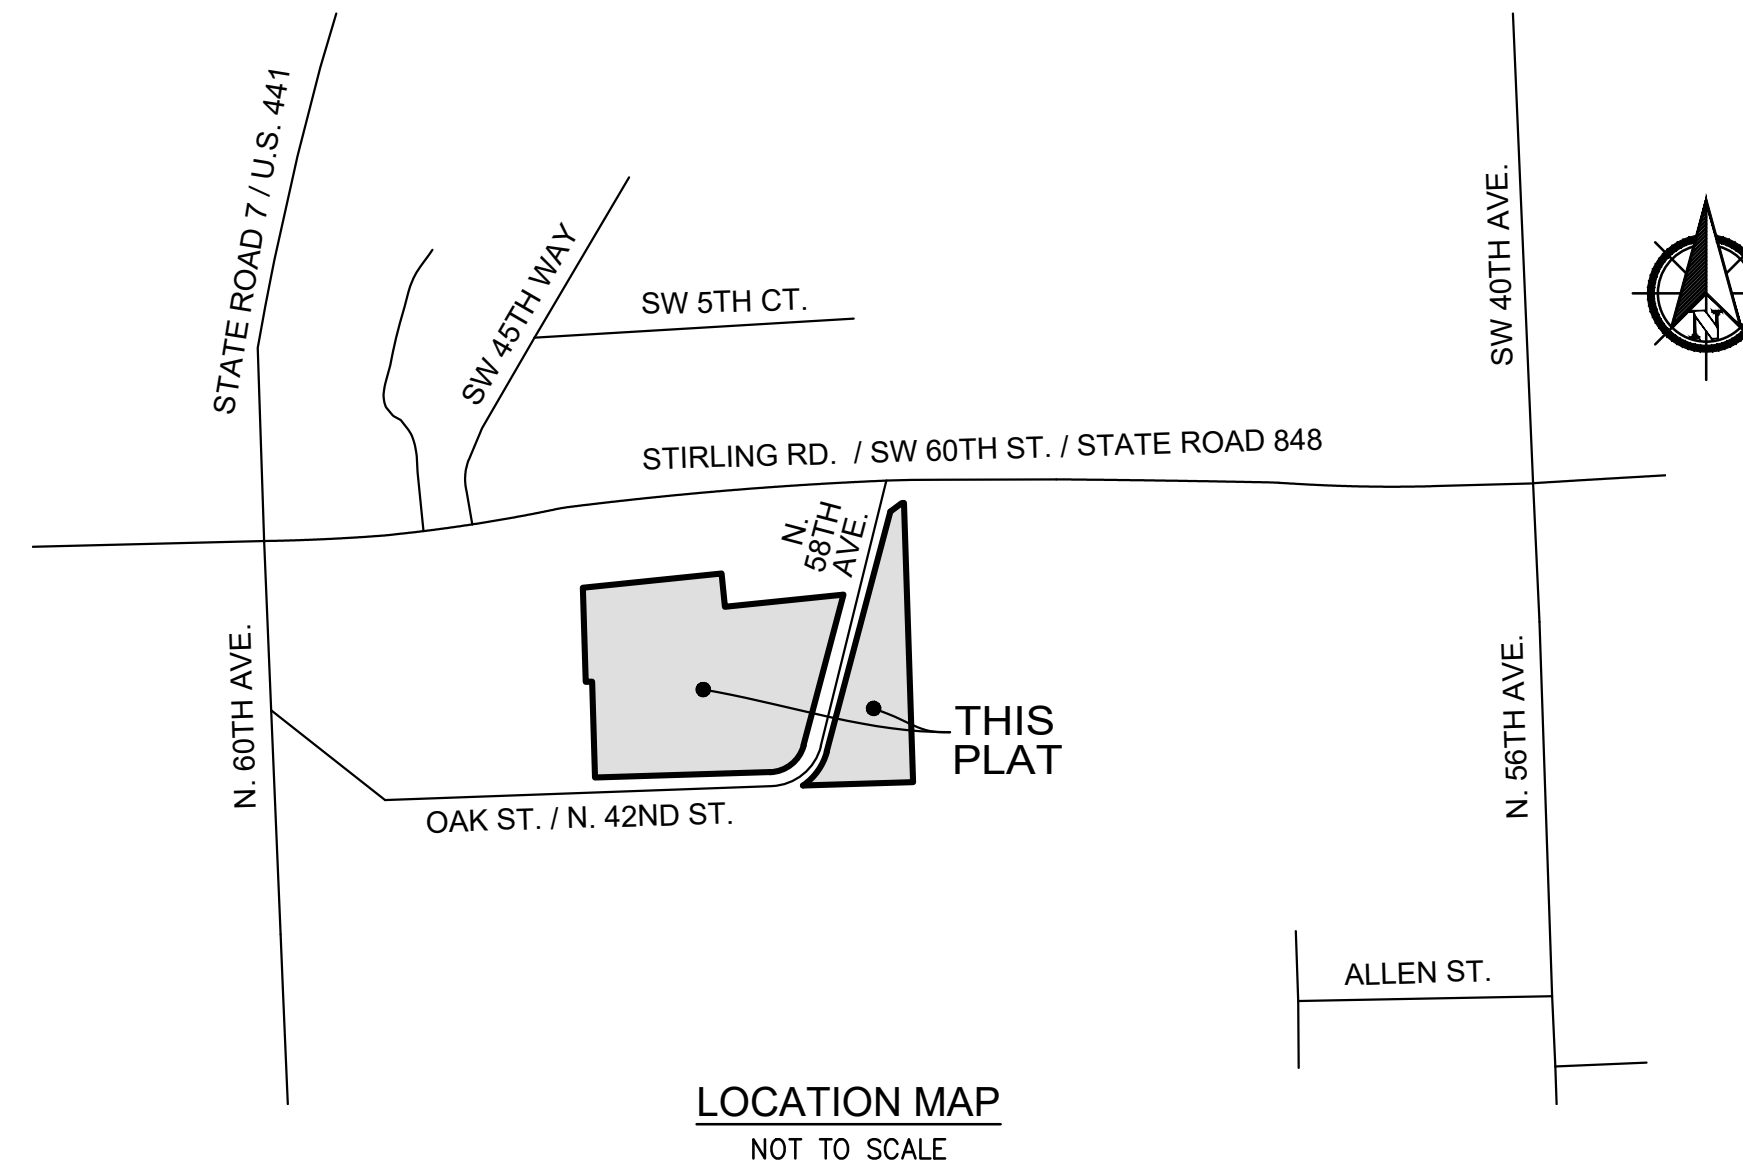 STATE ROAD 7 / U.S. 441
SW 45TH WAY
SW 5TH CT.
SW 40TH AVE.
N
STIRLING RD. / SW 60TH ST. / STATE ROAD 848
N.
58TH
AVE.
N. 60TH AVE.
N. 56TH AVE.
THIS
PLAT
OAK ST. / N. 42ND ST.
ALLEN ST.
LOCATION MAP
NOT TO SCALE